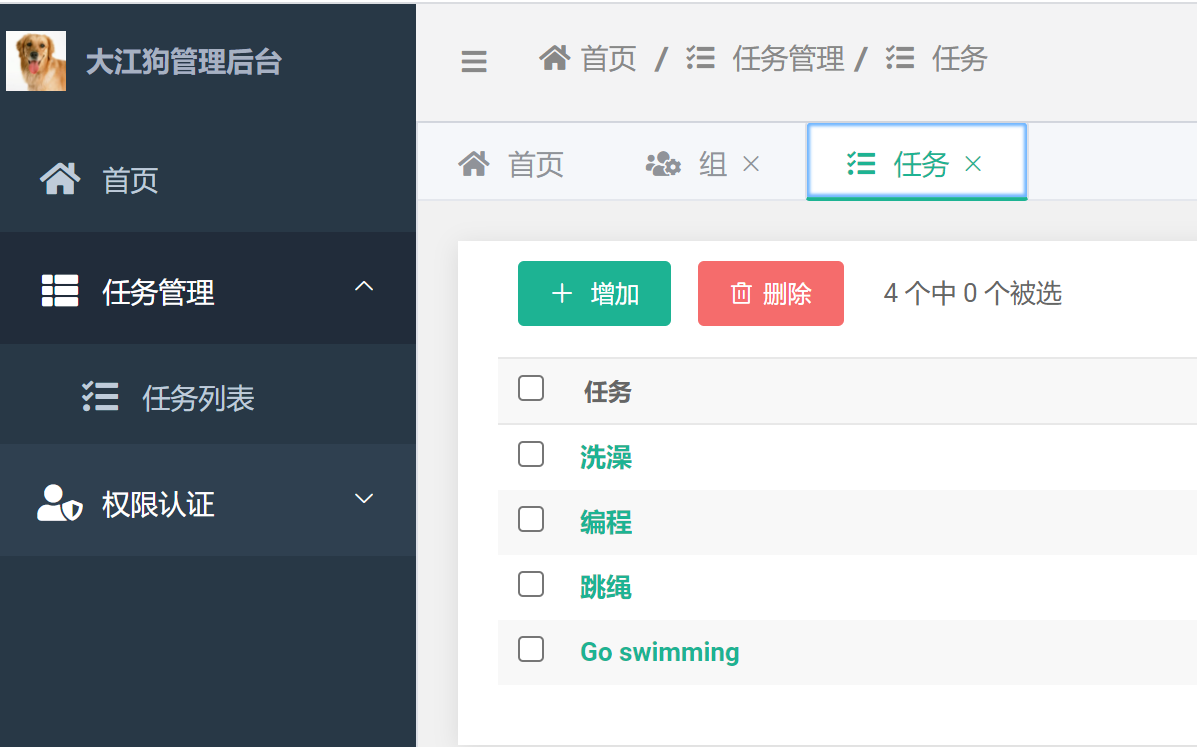 大江狗管理后台
首页 / 任务管理 / 任务
首页
任务管理
任务列表
权限认证
首页 组 任务
增加 删除 4 个中 0 个被选
任务
洗澡
编程
跳绳
Go swimming